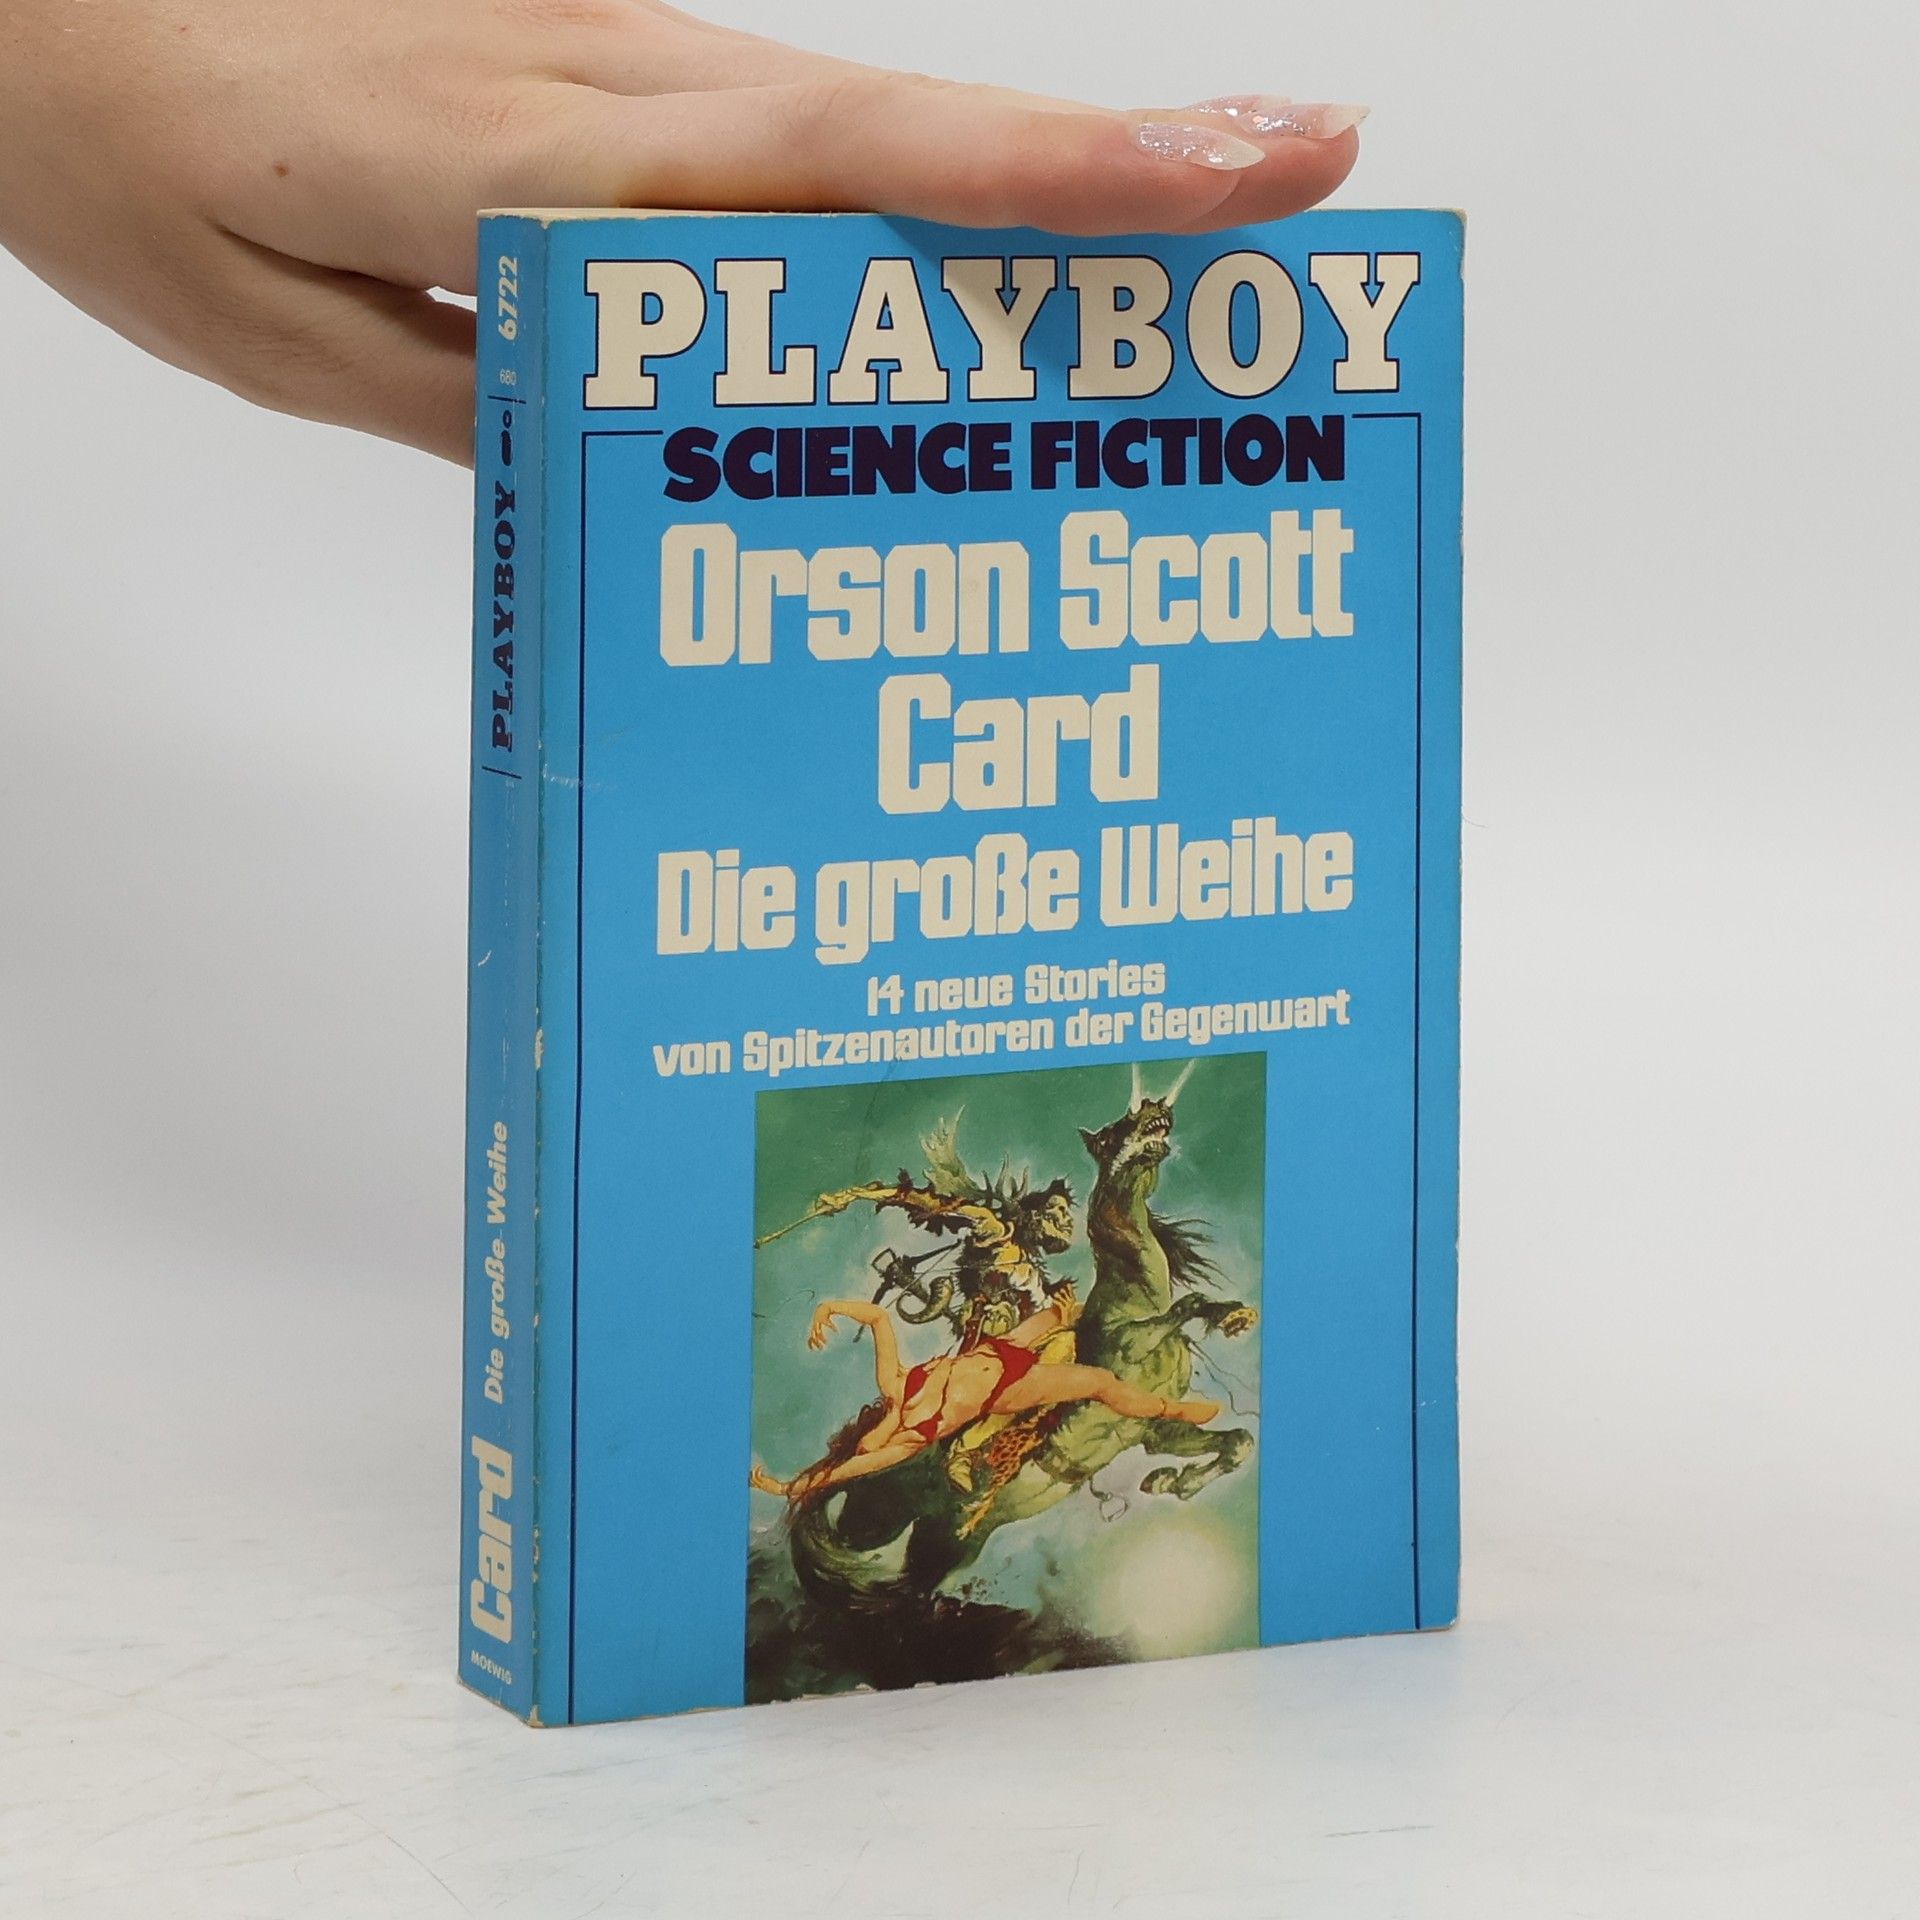 PLAYBOY
SCIENCE FICTION
Orson Scott
Card
Die große Weihe
14 neue Stories
von Spitzenautoren der Gegenwart
6722
680
PLAYBOY
Die große Weihe
Card
MOEWIG